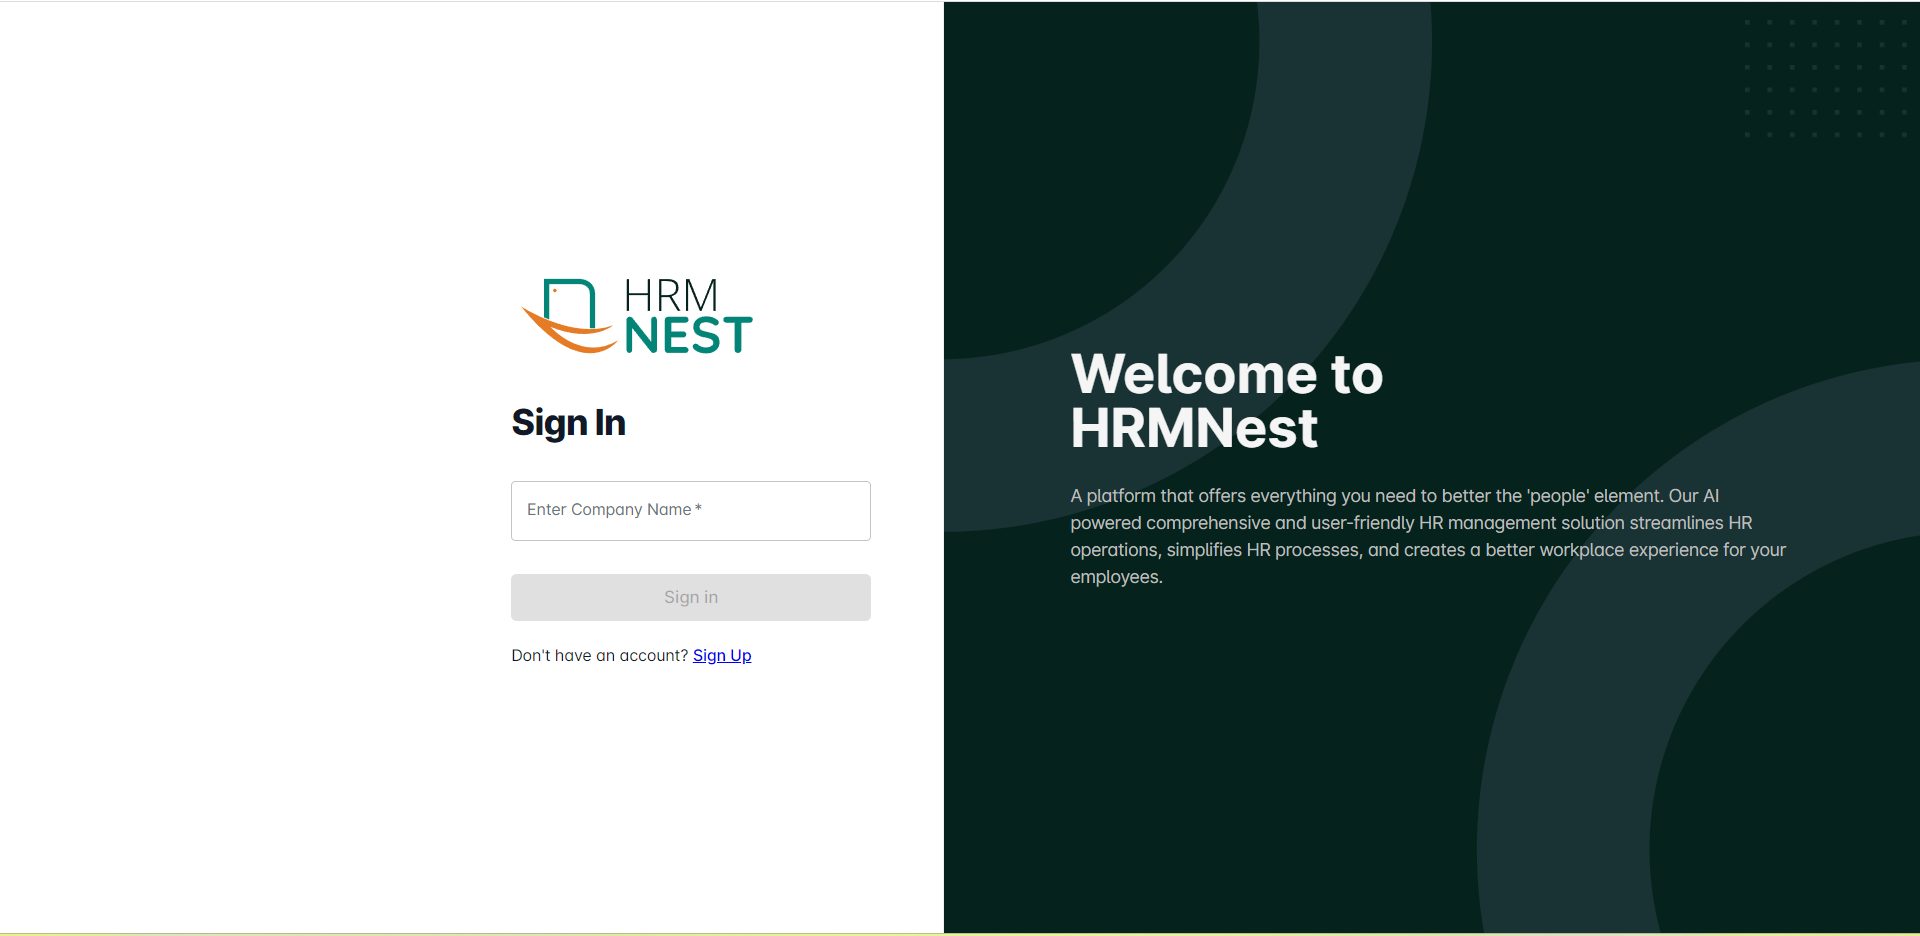 HRM
NEST
Sign In
Enter Company Name *
Sign in
Don't have an account? Sign Up
Welcome to
HRMNest
A platform that offers everything you need to better the 'people' element. Our AI
powered comprehensive and user-friendly HR management solution streamlines HR
operations, simplifies HR processes, and creates a better workplace experience for your
employees.